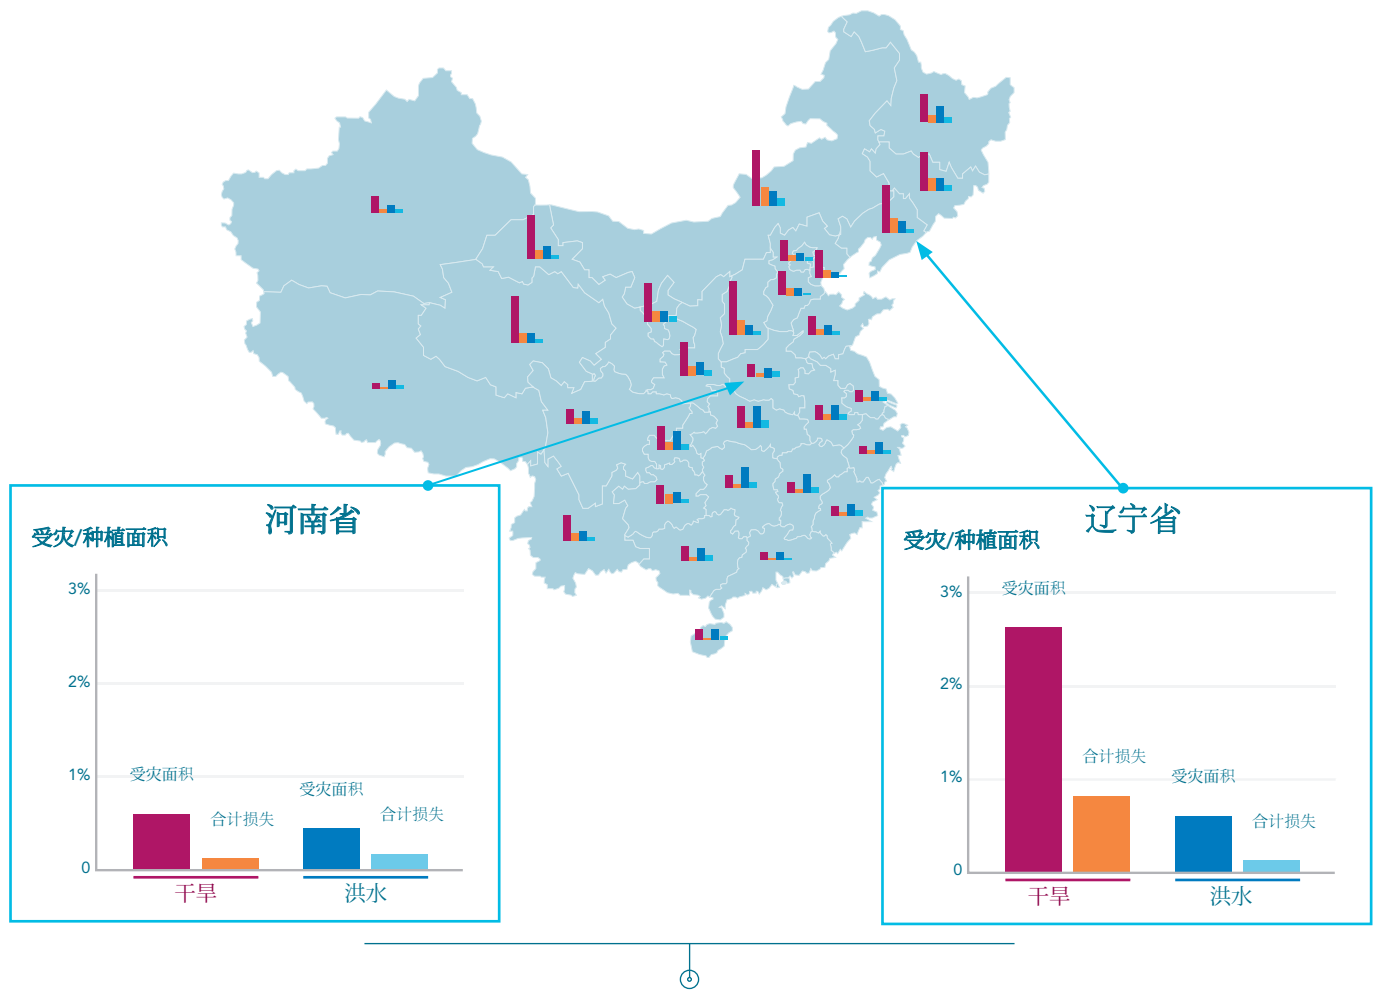 河南省
受灾/种植面积
3%
2%
1%
受灾面积
受灾面积
合计损失
合计损失
0
干旱
洪水
辽宁省
受灾/种植面积
受灾面积
3%
2%
合计损失
1%
受灾面积
合计损失
0
干旱
洪水